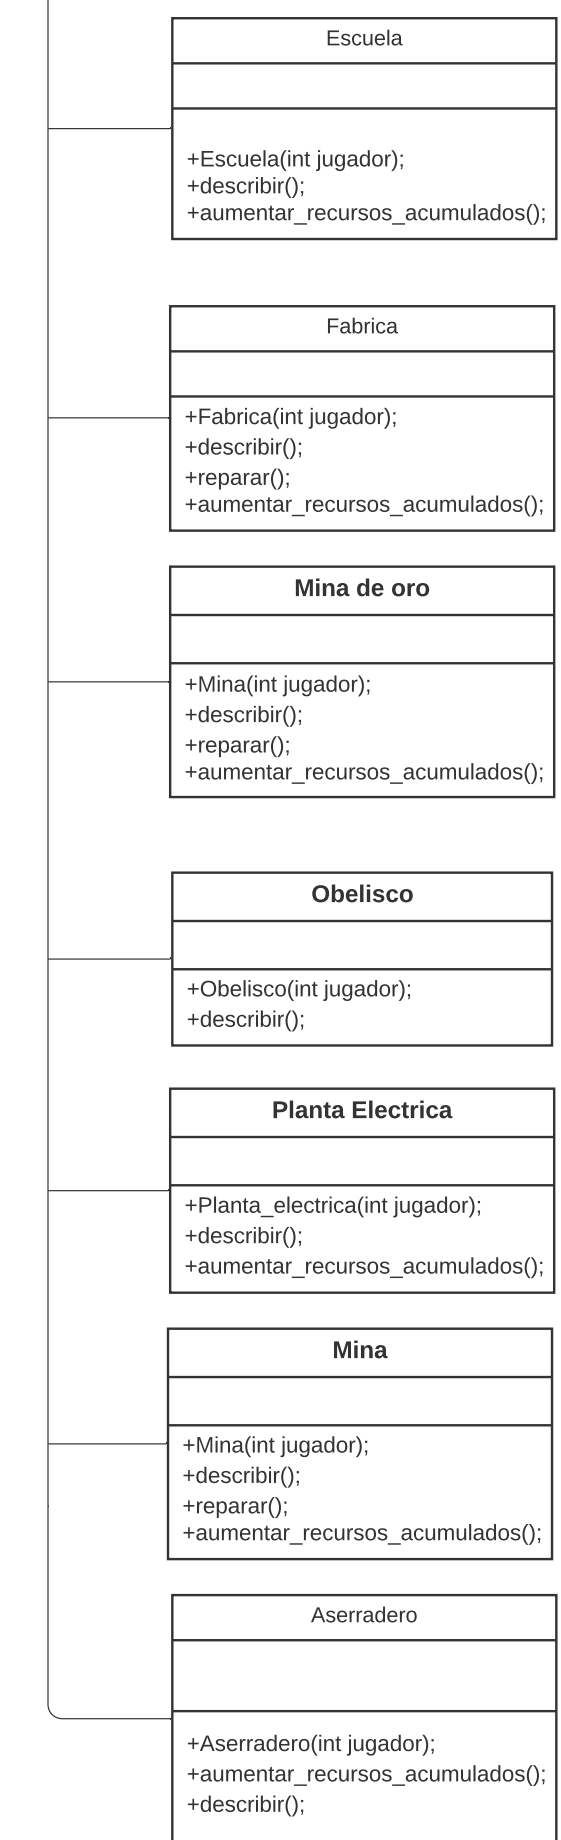 Escuela
+Escuela(int jugador);
+describir();
+aumentar_recursos_acumulados();
Fabrica
+Fabrica(int jugador);
+describir();
+reparar();
+aumentar_recursos_acumulados();
Mina de oro
+Mina(int jugador);
+describir();
+reparar();
+aumentar_recursos_acumulados();
Obelisco
+Obelisco(int jugador);
+describir();
Planta Electrica
+Planta_electrica(int jugador);
+describir();
+aumentar_recursos_acumulados();
Mina
+Mina(int jugador);
+describir();
+reparar();
+aumentar_recursos_acumulados();
Aserradero
+Aserradero(int jugador);
+aumentar_recursos_acumulados();
+describir();